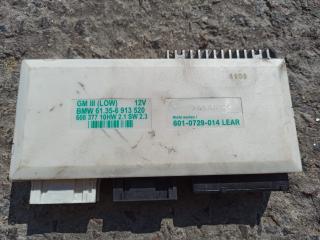 GM III (LOW) 12V
BMW 61.35-6 913 520
608 377 10HW 2.1 SW 2.3
601-0729-014 LEAR